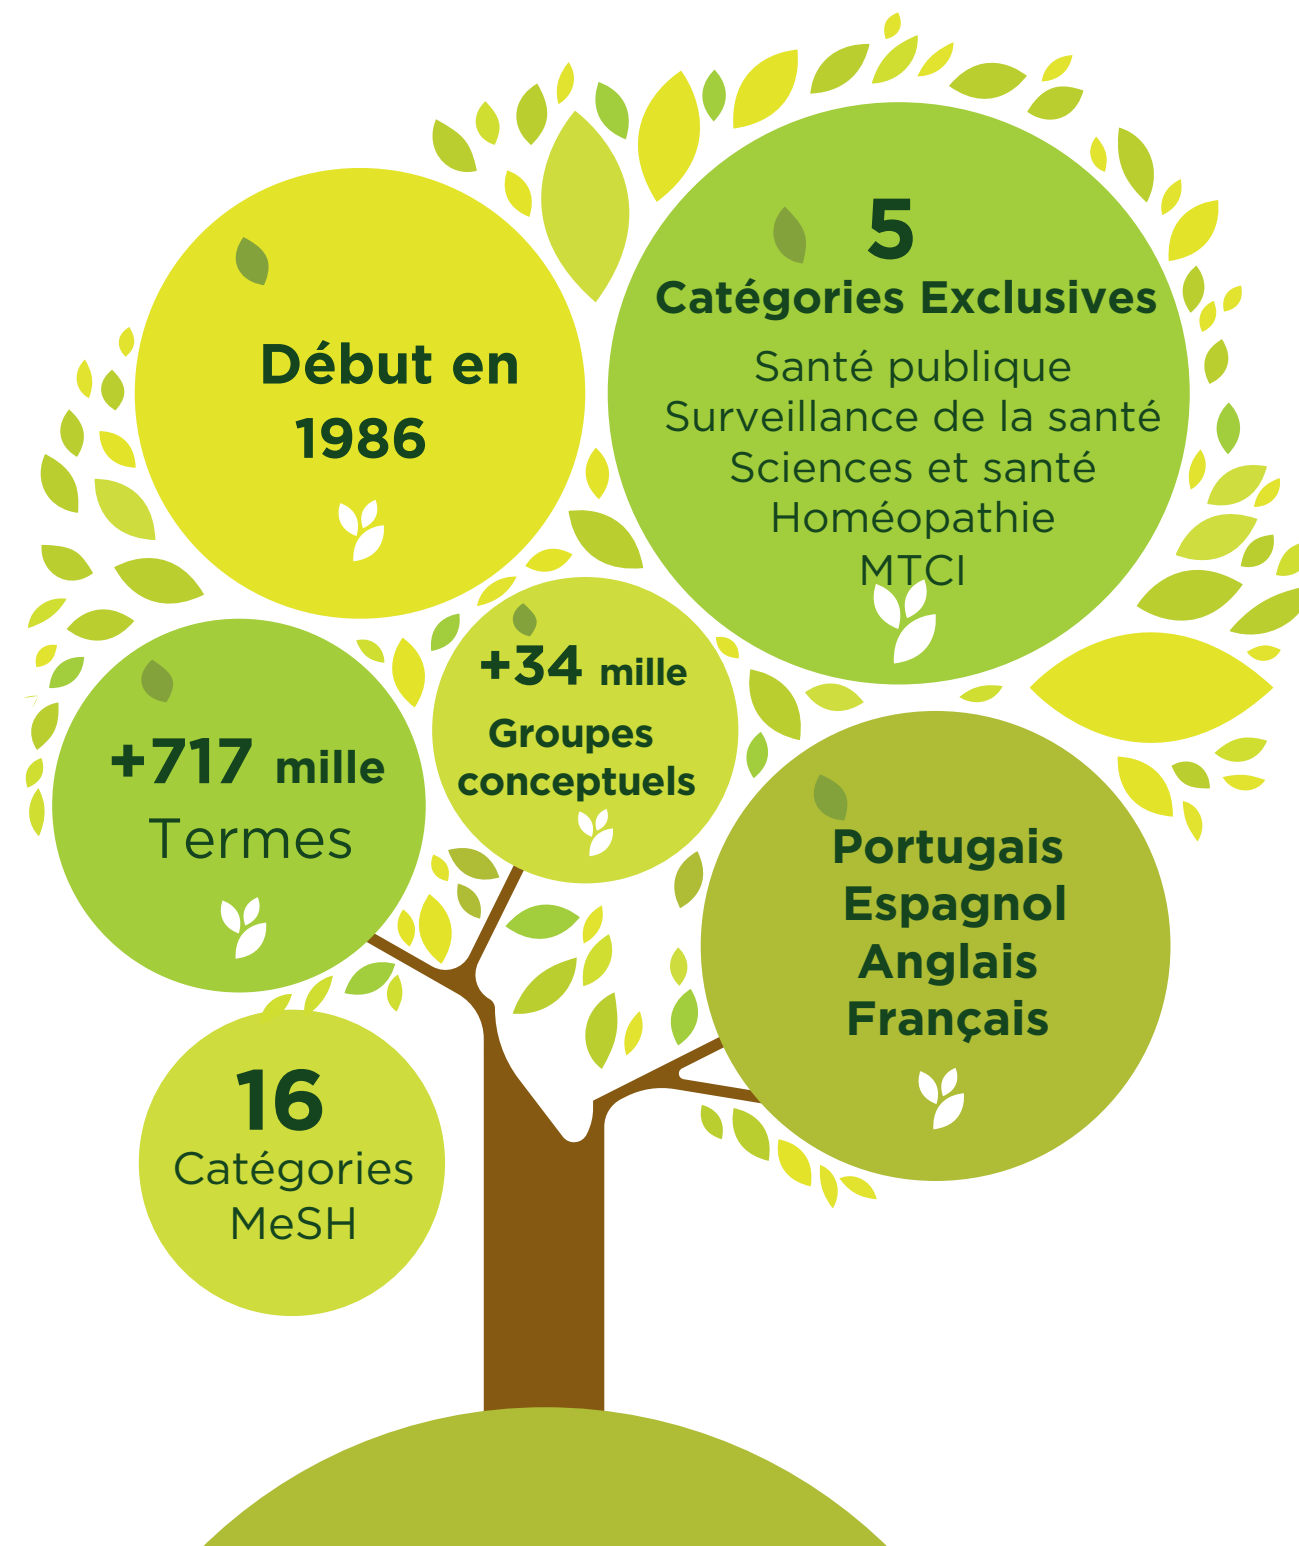 Début en
1986
5
Catégories Exclusives
Santé publique
Surveillance de la santé
Sciences et santé
Homéopathie
MTCI
+34 mille
Groupes
conceptuels
+717 mille
Termes
Portugais
Espagnol
Anglais
Français
16
Catégories
MeSH